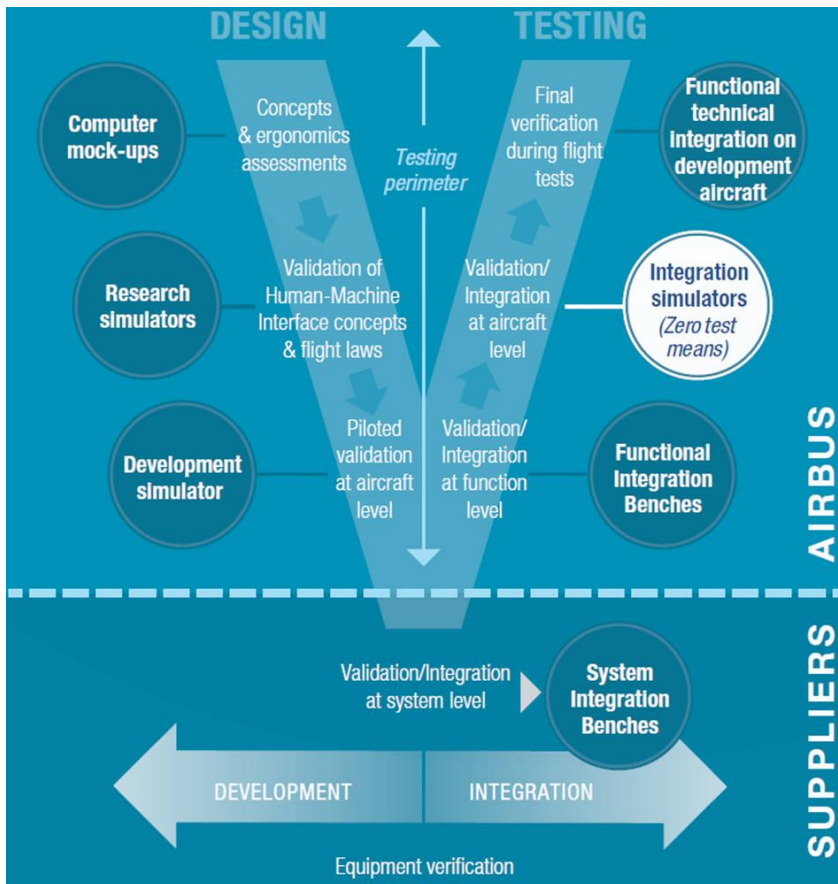 DESIGN
TESTING
Computer
mock-ups
Concepts
& ergonomics
assessments
Testing
perimeter
Final
verification
during flight
tests
Functional
technical
integration on
development
aircraft
Research
simulators
Validation of
Human-Machine
Interface concepts
& flight laws
Validation/
Integration
at aircraft
level
Integration
simulators
(Zero test
means)
Development
simulator
Piloted
validation
at aircraft
level
Validation/
Integration
at function
level
Functional
Integration
Benches
AIRBUS
Validation/Integration
at system level
System
Integration
Benches
DEVELOPMENT
INTEGRATION
Equipment verification
SUPPLIERS